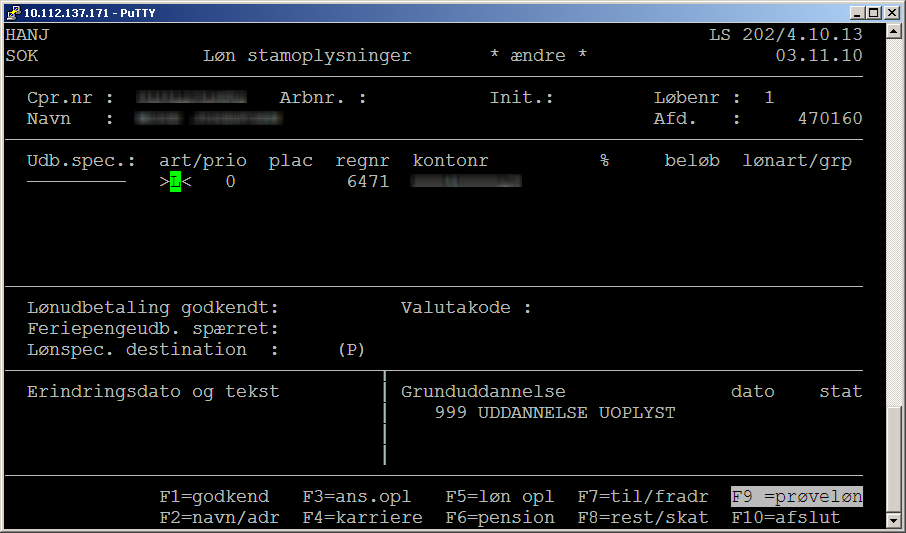 10.112.137.171 - PuTTY
HANJ LS 202/4.10.13
SOK Løn stamoplysninger * ændre * 03.11.10
Cpr.nr : Arbnr. : Init.: Løbenr : 1
Navn : Afd. : 470160
Udb.spec.: art/prio plac regnr kontonr % beløb lønart/grp
>L< 0 6471
Lønudbetaling godkendt: Valutakode :
Feriepengeudb. spærret:
Lønspec. destination : (P)
Erindringsdato og tekst Grunduddannelse dato stat
999 UDDANNELSE UOPLYST
F1=godkend F3=ans.opl F5=løn opl F7=til/fradr F9 =prøveløn
F2=navn/adr F4=karriere F6=pension F8=rest/skat F10=afslut